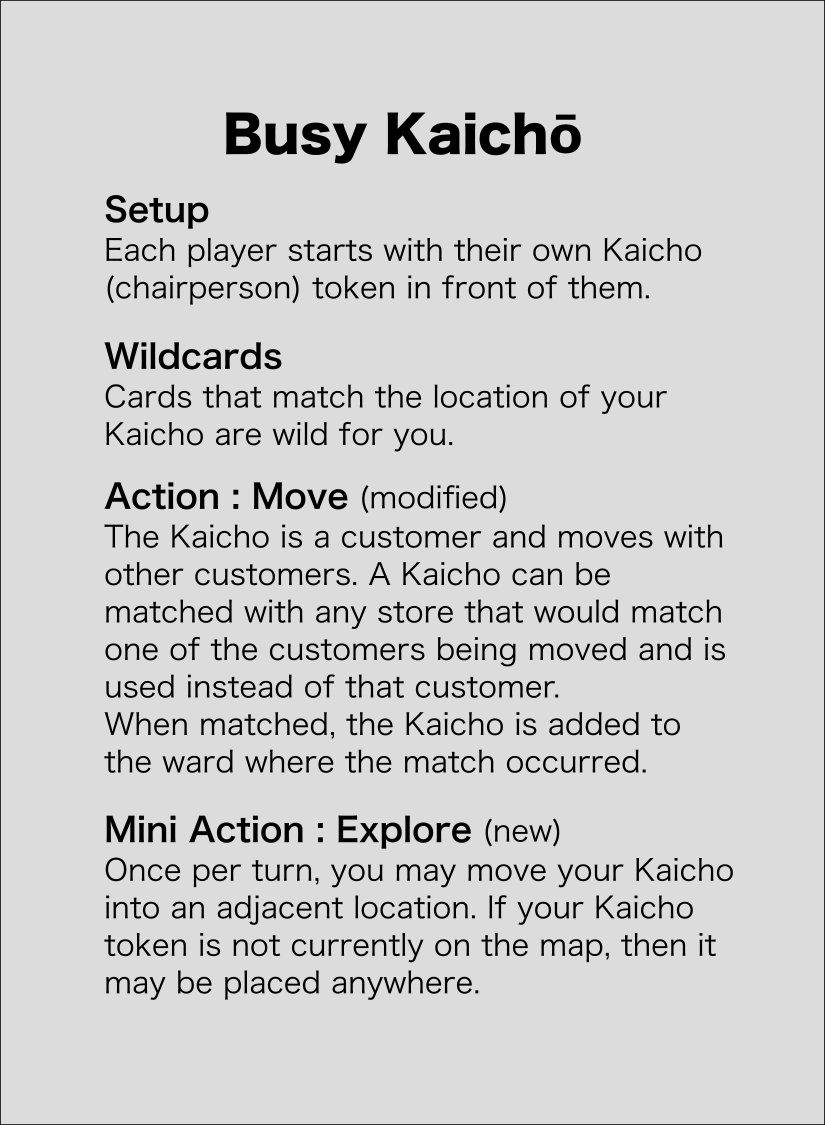 Busy Kaichō
Setup
Each player starts with their own Kaicho
(chairperson) token in front of them.
Wildcards
Cards that match the location of your
Kaicho are wild for you.
Action : Move (modified)
The Kaicho is a customer and moves with
other customers. A Kaicho can be
matched with any store that would match
one of the customers being moved and is
used instead of that customer.
When matched, the Kaicho is added to
the ward where the match occurred.
Mini Action : Explore (new)
Once per turn, you may move your Kaicho
into an adjacent location. If your Kaicho
token is not currently on the map, then it
may be placed anywhere.